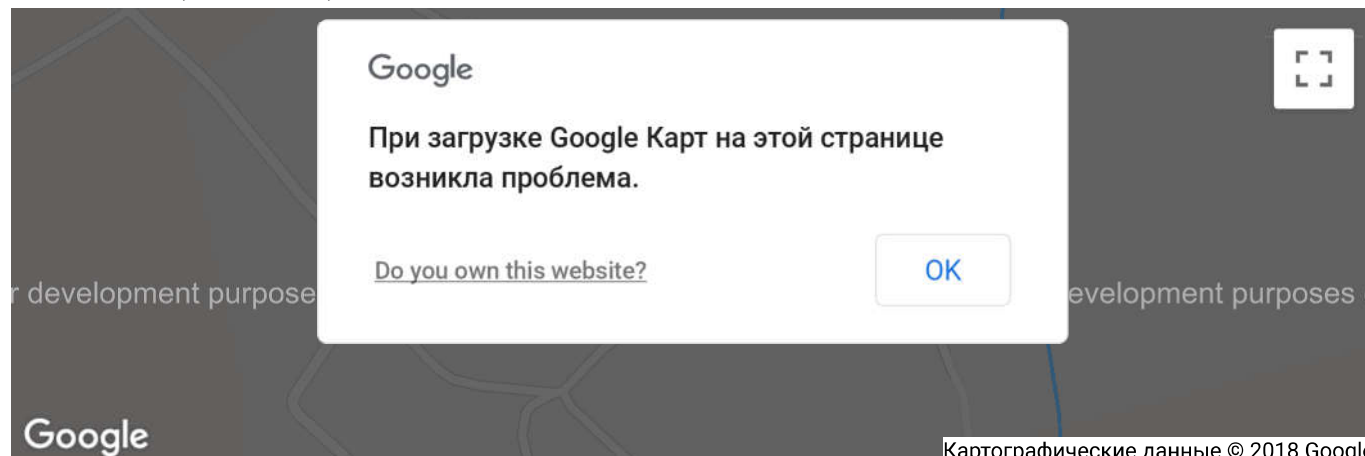 Google
При загрузке Google Карт на этой странице
возникла проблема.
Do you own this website?
OK
r development purpose
evelopment purposes
Google
Картографические данные © 2018 Google